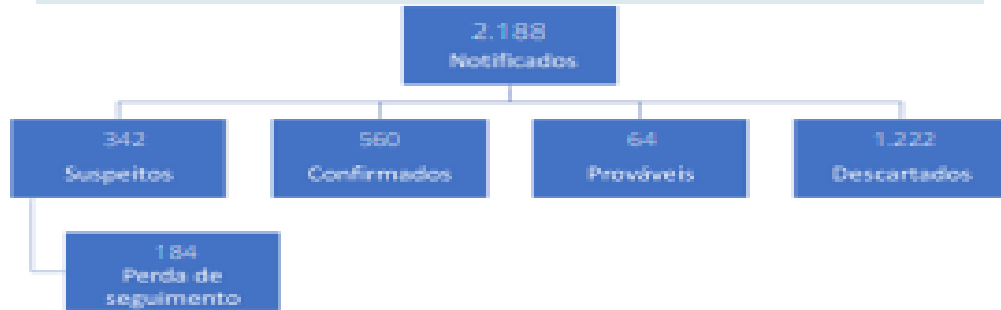 2.188
Notificados
342
Suspeitos
560
Confirmados
64
Prováveis
1.222
Descartados
184
Perda de
seguimento